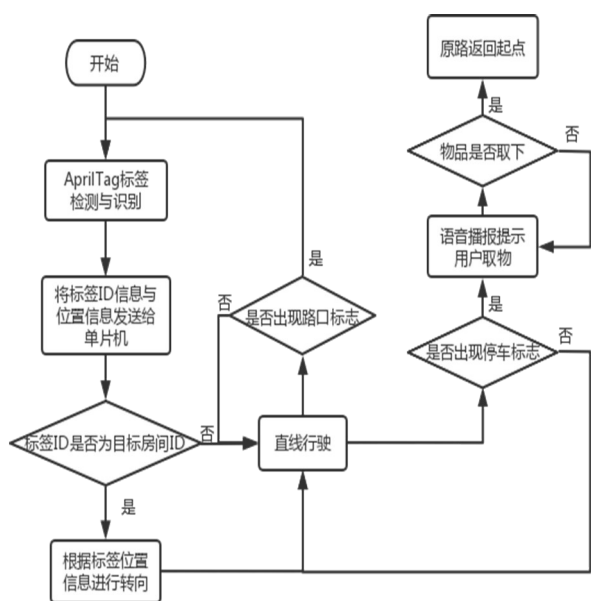 开始
AprilTag标签
检测与识别
将标签ID信息与
位置信息发送给
单片机
标签ID是否为目标房间ID
否
是
根据标签位置
信息进行转向
直线行驶
是否出现路口标志
否
是
是否出现停车标志
否
是
语音播报提示
用户取物
物品是否取下
否
是
原路返回起点